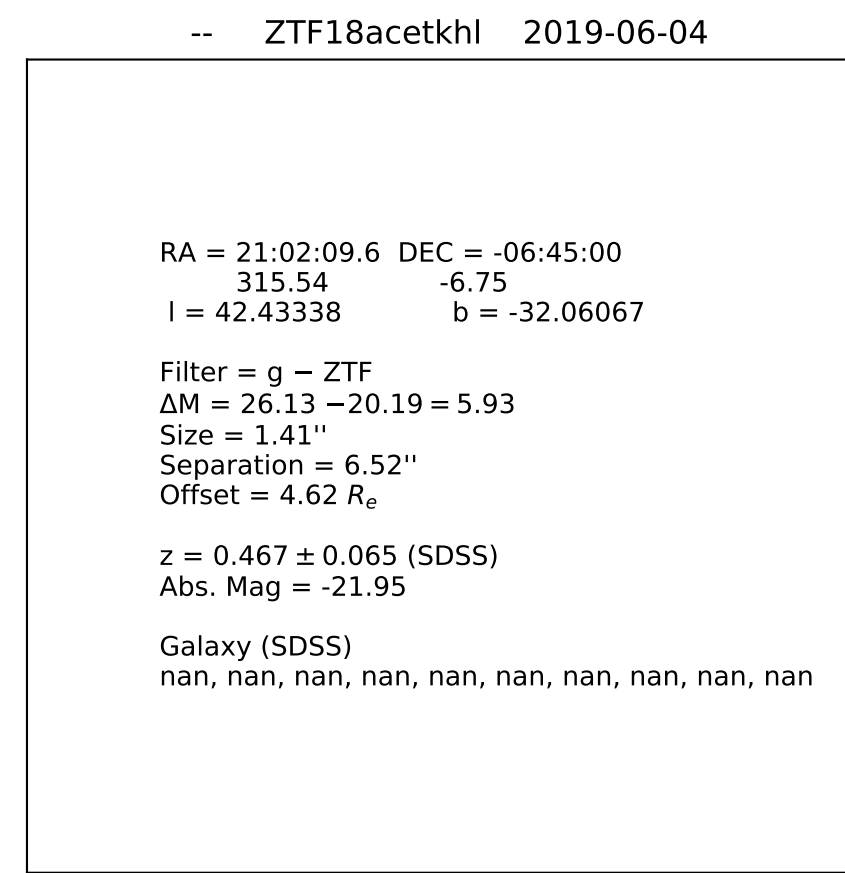 -- ZTF18acetkhl 2019-06-04
RA = 21:02:09.6 DEC = -06:45:00
315.54 -6.75
l = 42.43338 b = -32.06067
Filter = g − ZTF
ΔM = 26.13 −20.19 = 5.93
Size = 1.41''
Separation = 6.52''
Offset = 4.62 Rₑ
z = 0.467 ± 0.065 (SDSS)
Abs. Mag = -21.95
Galaxy (SDSS)
nan, nan, nan, nan, nan, nan, nan, nan, nan, nan